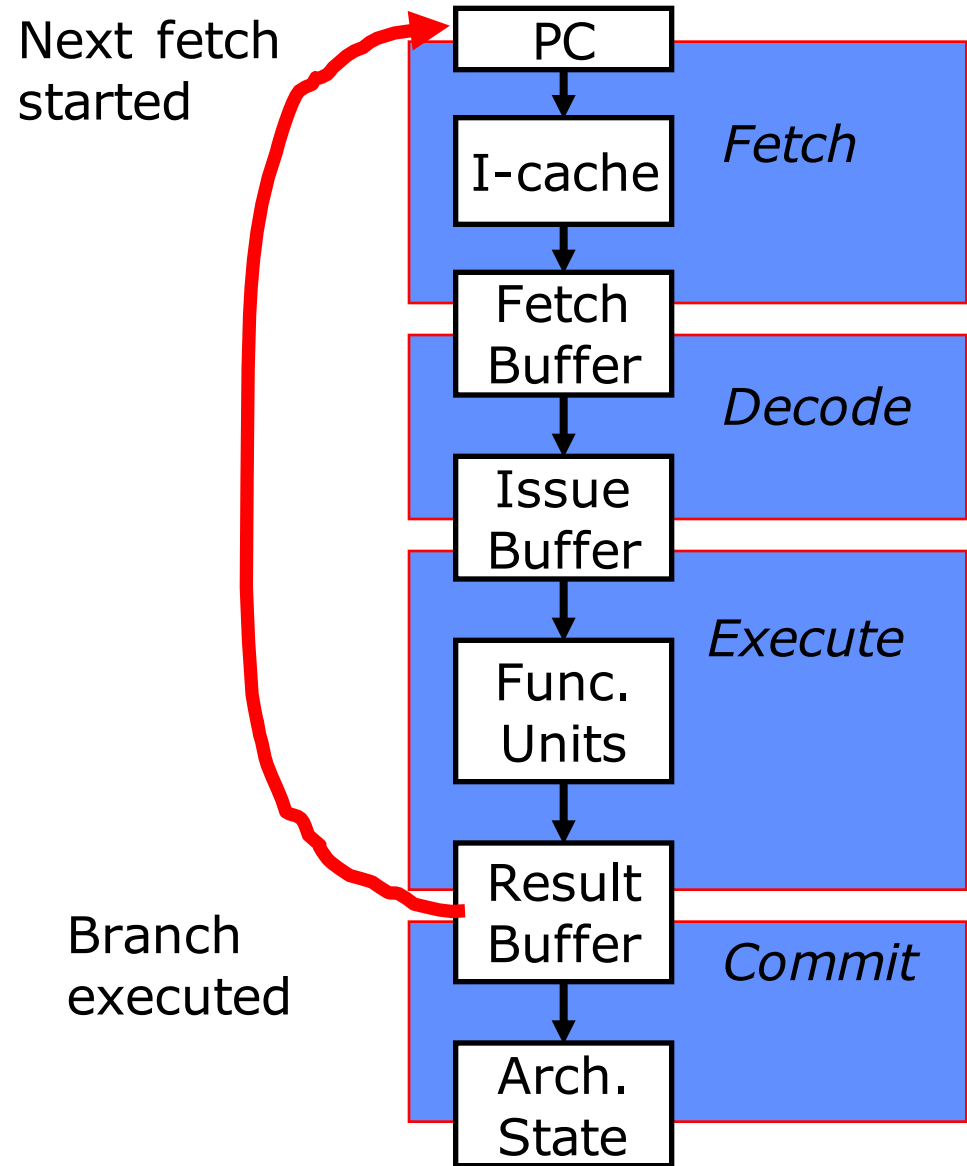 Next fetch
started
PC
Fetch
I-cache
Fetch
Buffer
Decode
Issue
Buffer
Execute
Func.
Units
Result
Buffer
Branch
executed
Commit
Arch.
State